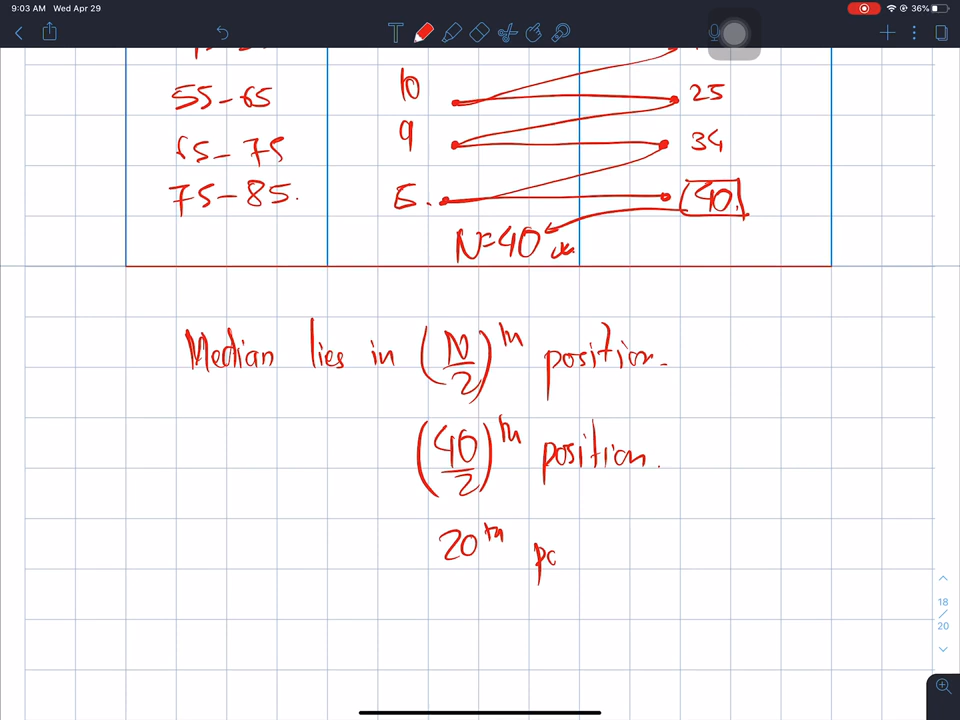 9:03 AM Wed Apr 29 36%
T
55-65 10 25
65-75 9 34
75-85. 6. 40.
N=40
Median lies in (N/2)th position.
(40/2)th position.
20th po
18
/
20